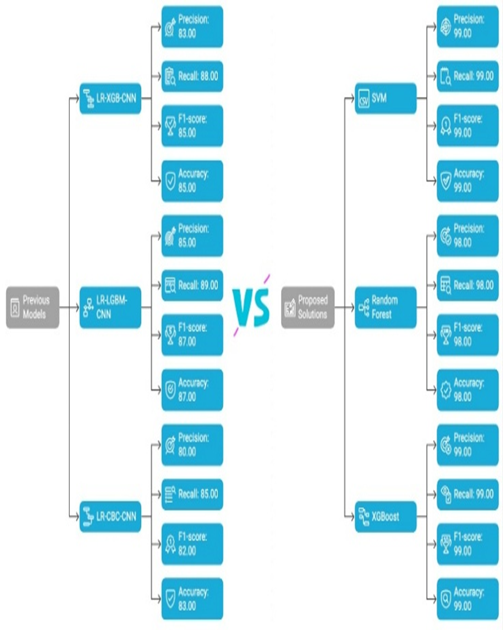 Previous
Models
LR-XGB-CNN
Precision:
83.00
Recall: 88.00
F1-score:
85.00
Accuracy:
85.00
LR-LGBM-
CNN
Precision:
85.00
Recall: 89.00
F1-score:
87.00
Accuracy:
87.00
LR-CBC-CNN
Precision:
80.00
Recall: 85.00
F1-score:
82.00
Accuracy:
83.00
VS
Proposed
Solutions
SVM
Precision:
99.00
Recall: 99.00
F1-score:
99.00
Accuracy:
99.00
Random
Forest
Precision:
98.00
Recall: 98.00
F1-score:
98.00
Accuracy:
98.00
XGBoost
Precision:
99.00
Recall: 99.00
F1-score:
99.00
Accuracy:
99.00